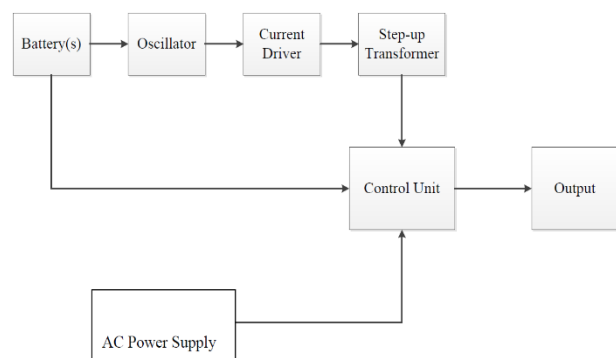 Battery(s)
Oscillator
Current
Driver
Step-up
Transformer
Control Unit
Output
AC Power Supply